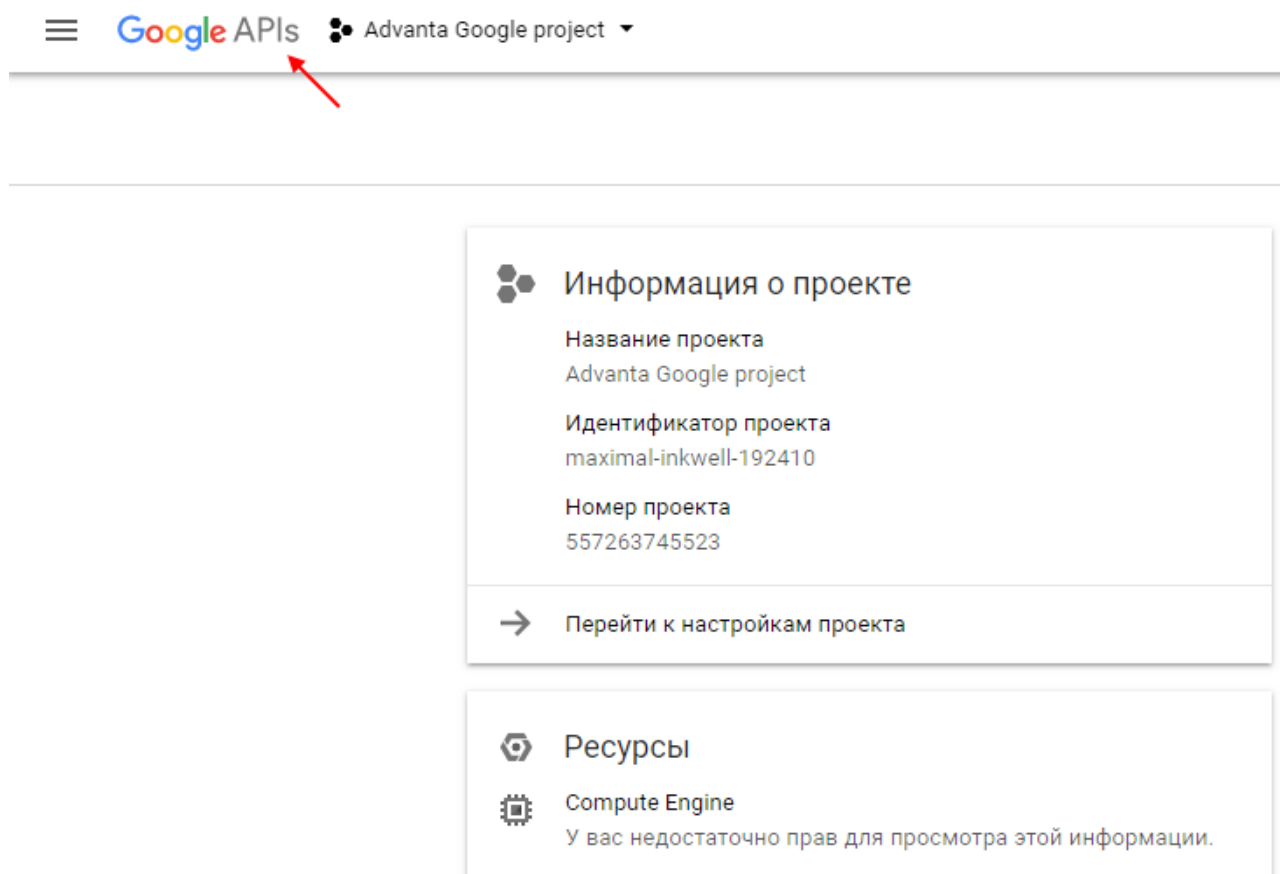 Google APIs Advanta Google project
Информация о проекте
Название проекта
Advanta Google project
Идентификатор проекта
maximal-inkwell-192410
Номер проекта
557263745523
Перейти к настройкам проекта
Ресурсы
Compute Engine
У вас недостаточно прав для просмотра этой информации.